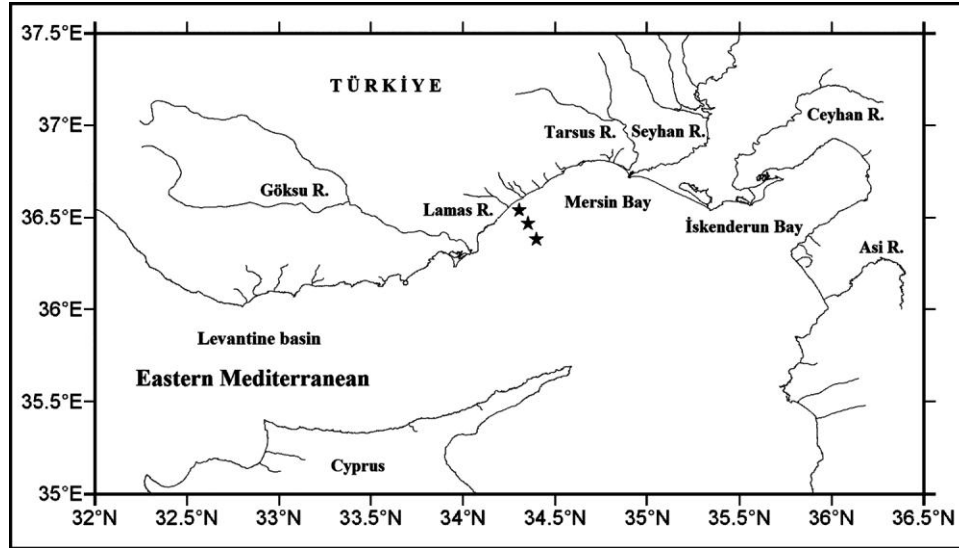 37.5°E
TÜRKİYE
37°E
Ceyhan R.
Tarsus R.
Seyhan R.
Göksu R.
Lamas R.
Mersin Bay
36.5°E
İskenderun Bay
Asi R.
36°E
Levantine basin
Eastern Mediterranean
35.5°E
Cyprus
35°E
32°N 32.5°N 33°N 33.5°N 34°N 34.5°N 35°N 35.5°N 36°N 36.5°N